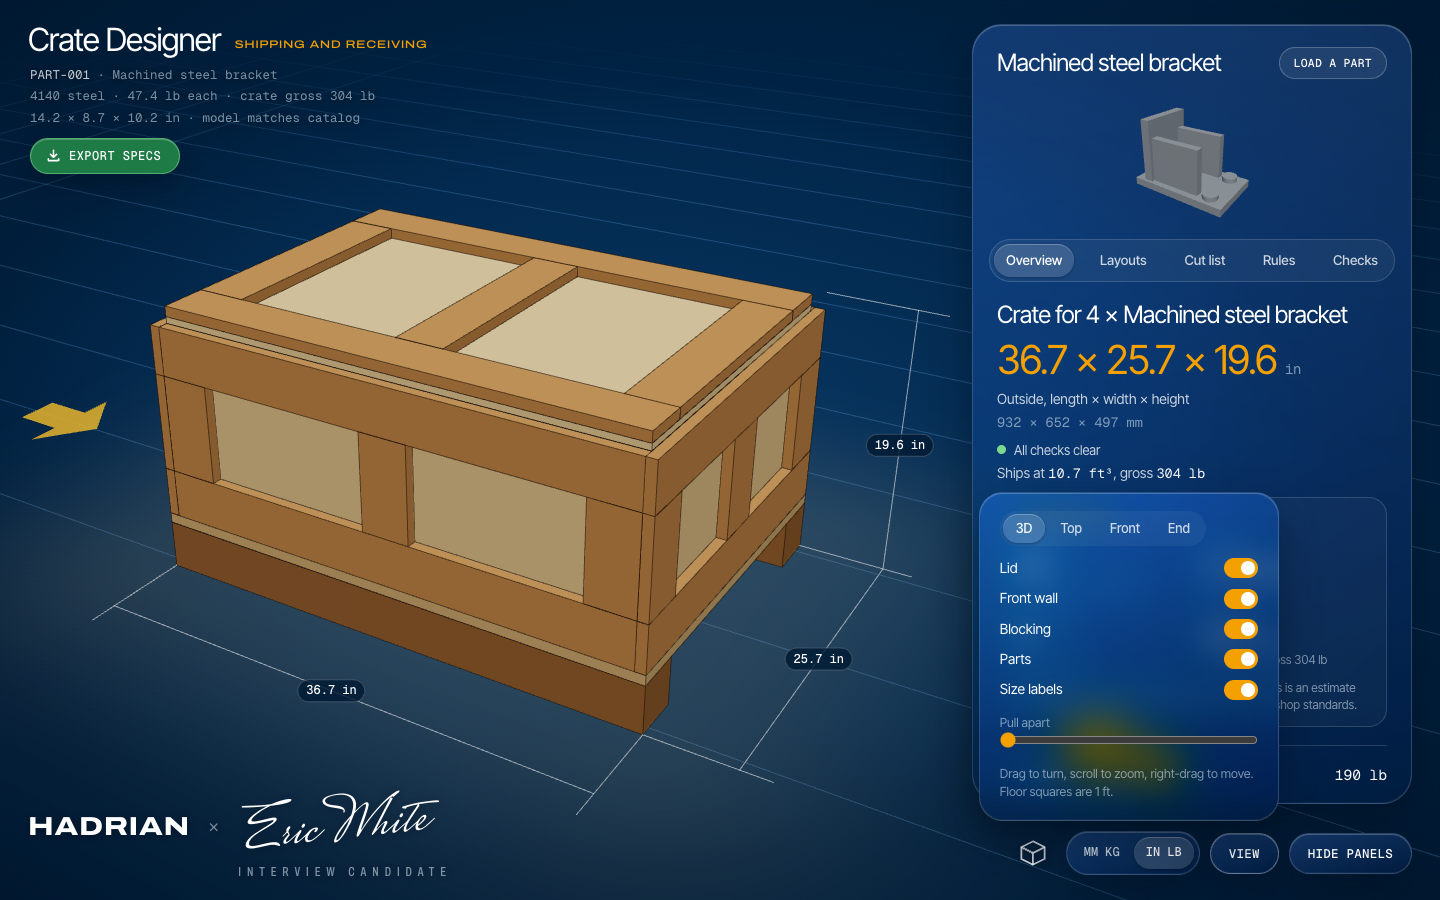 Crate Designer SHIPPING AND RECEIVING
PART-001 · Machined steel bracket
4140 steel · 47.4 lb each · crate gross 304 lb
14.2 × 8.7 × 10.2 in · model matches catalog
EXPORT SPECS
Machined steel bracket
LOAD A PART
Overview Layouts Cut list Rules Checks
Crate for 4 × Machined steel bracket
36.7 × 25.7 × 19.6 in
Outside, length × width × height
932 × 652 × 497 mm
All checks clear
Ships at 10.7 ft³, gross 304 lb
19.6 in
25.7 in
36.7 in
3D Top Front End
Lid
Front wall
Blocking
Parts
Size labels
Pull apart
Drag to turn, scroll to zoom, right-drag to move.
Floor squares are 1 ft.
304 lb
is an estimate
standards.
190 lb
HADRIAN × Eric White
INTERVIEW CANDIDATE
MM KG IN LB VIEW HIDE PANELS